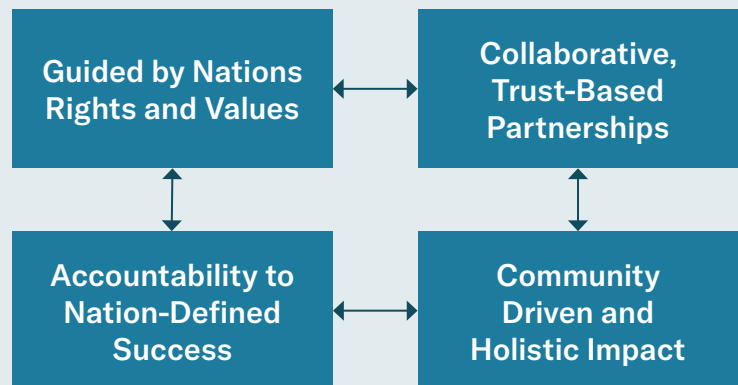 Guided by Nations
Rights and Values
Collaborative,
Trust-Based
Partnerships
Accountability to
Nation-Defined
Success
Community
Driven and
Holistic Impact